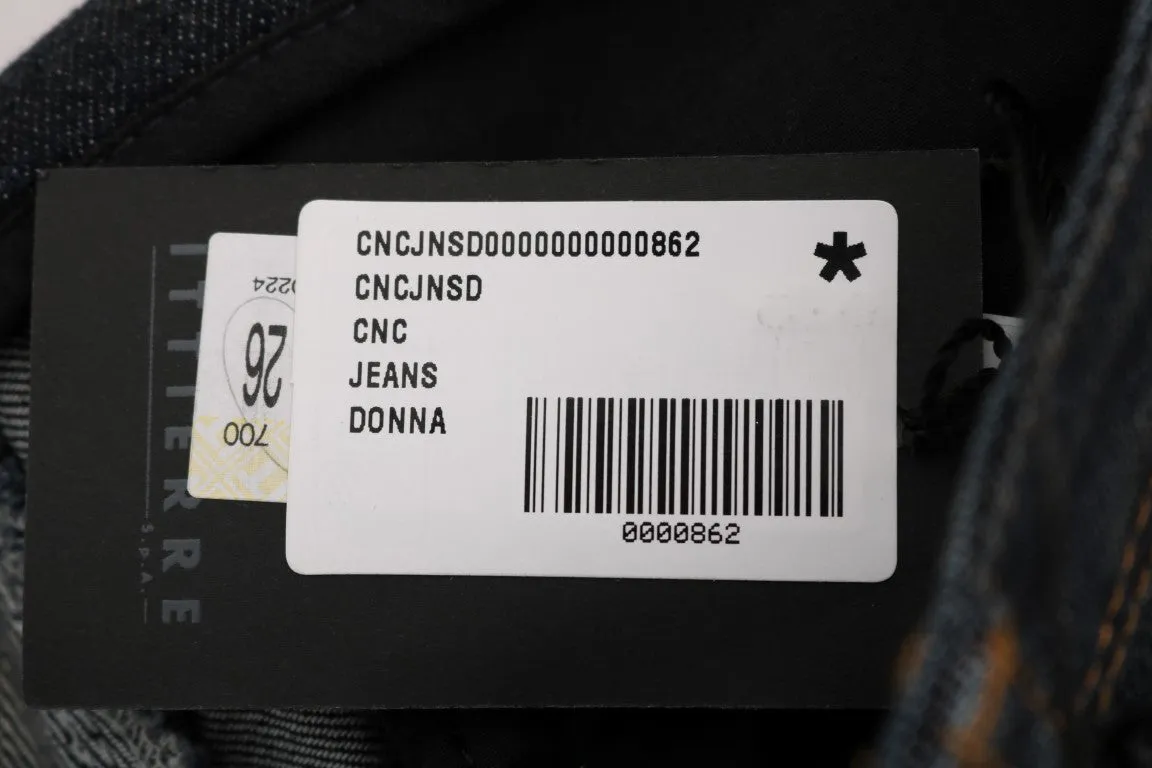 CNCJNSD0000000000862
*
CNCJNSD
CNC
JEANS
DONNA
0000862
26
700
ITTIERRE
S.p.A.